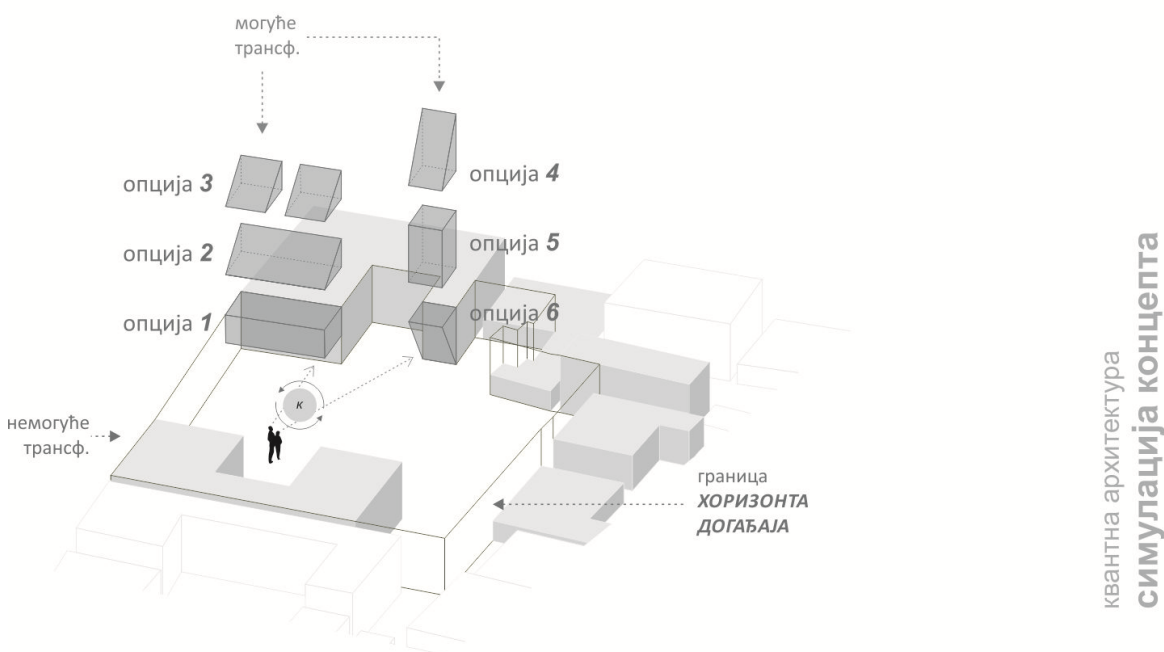 могуће
трансф.
опција 3
опција 4
опција 2
опција 5
опција 1
опција 6
к
немогуће
трансф.
граница
ХОРИЗОНТА
ДОГАЂАЈА
квантна архитектура
симулација концепта